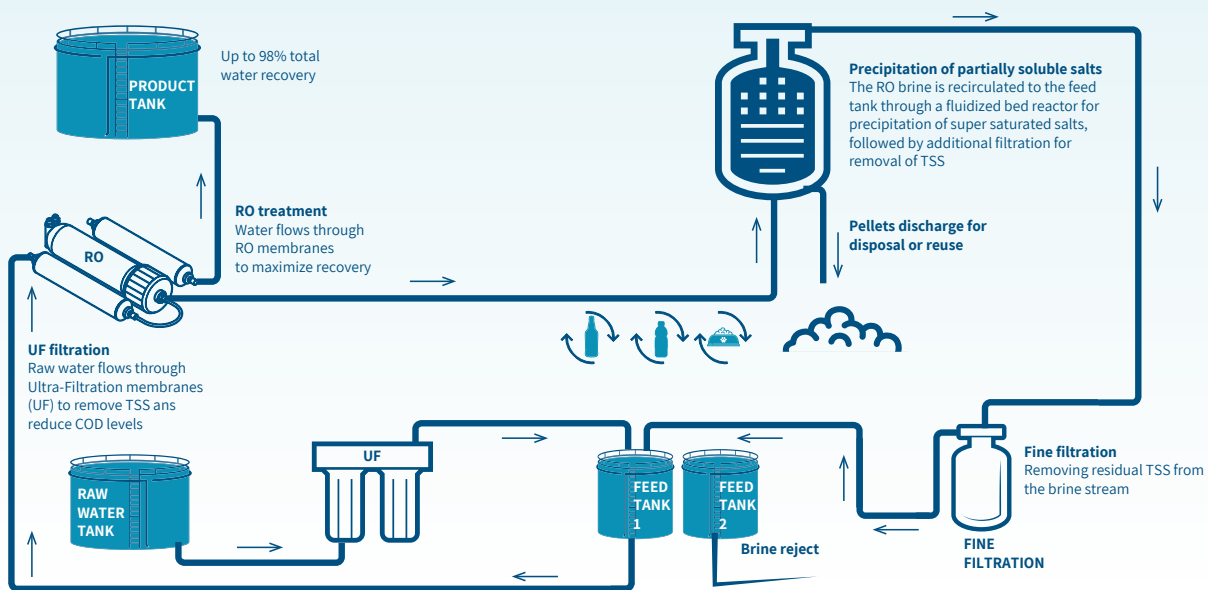 PRODUCT
TANK
Up to 98% total
water recovery
Precipitation of partially soluble salts
The RO brine is recirculated to the feed
tank through a fluidized bed reactor for
precipitation of super saturated salts,
followed by additional filtration for
removal of TSS
RO treatment
Water flows through
RO membranes
to maximize recovery
RO
Pellets discharge for
disposal or reuse
UF filtration
Raw water flows through
Ultra-Filtration membranes
(UF) to remove TSS ans
reduce COD levels
RAW
WATER
TANK
UF
FEED
TANK
1
FEED
TANK
2
Brine reject
Fine filtration
Removing residual TSS from
the brine stream
FINE
FILTRATION